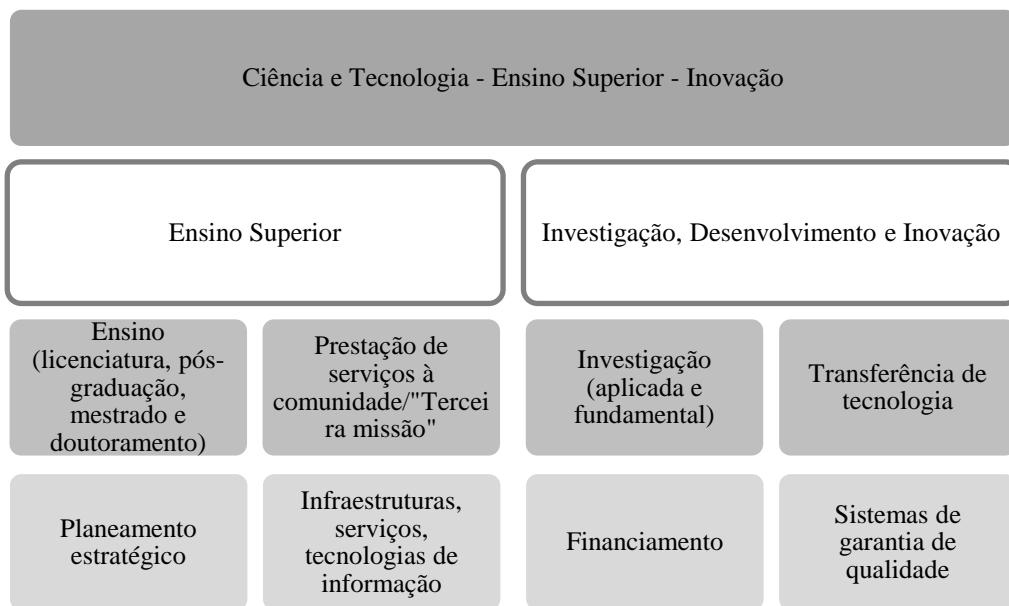 Ciência e Tecnologia - Ensino Superior - Inovação
Ensino Superior
Investigação, Desenvolvimento e Inovação
Ensino
(licenciatura, pós-
graduação,
mestrado e
doutoramento)
Prestação de
serviços à
comunidade/"Tercei
ra missão"
Investigação
(aplicada e
fundamental)
Transferência de
tecnologia
Planeamento
estratégico
Infraestruturas,
serviços,
tecnologias de
informação
Financiamento
Sistemas de
garantia de
qualidade